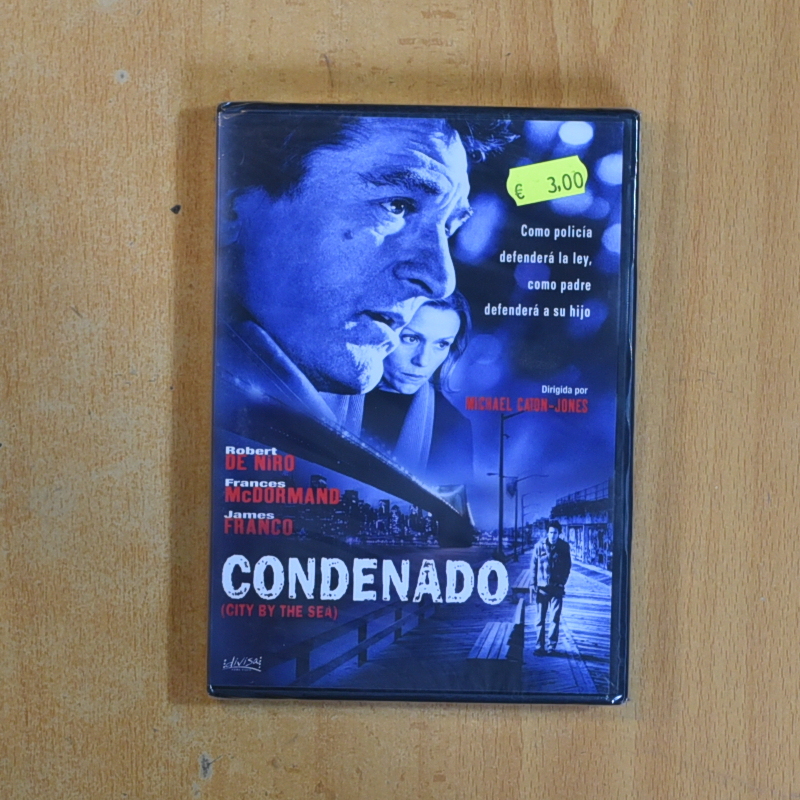 € 3,00
Como policía
defenderá la ley,
como padre
defenderá a su hijo
Dirigida por
MICHAEL CATON-JONES
Robert
DE NIRO
Frances
McDORMAND
James
FRANCO
CONDENADO
(CITY BY THE SEA)
divisa